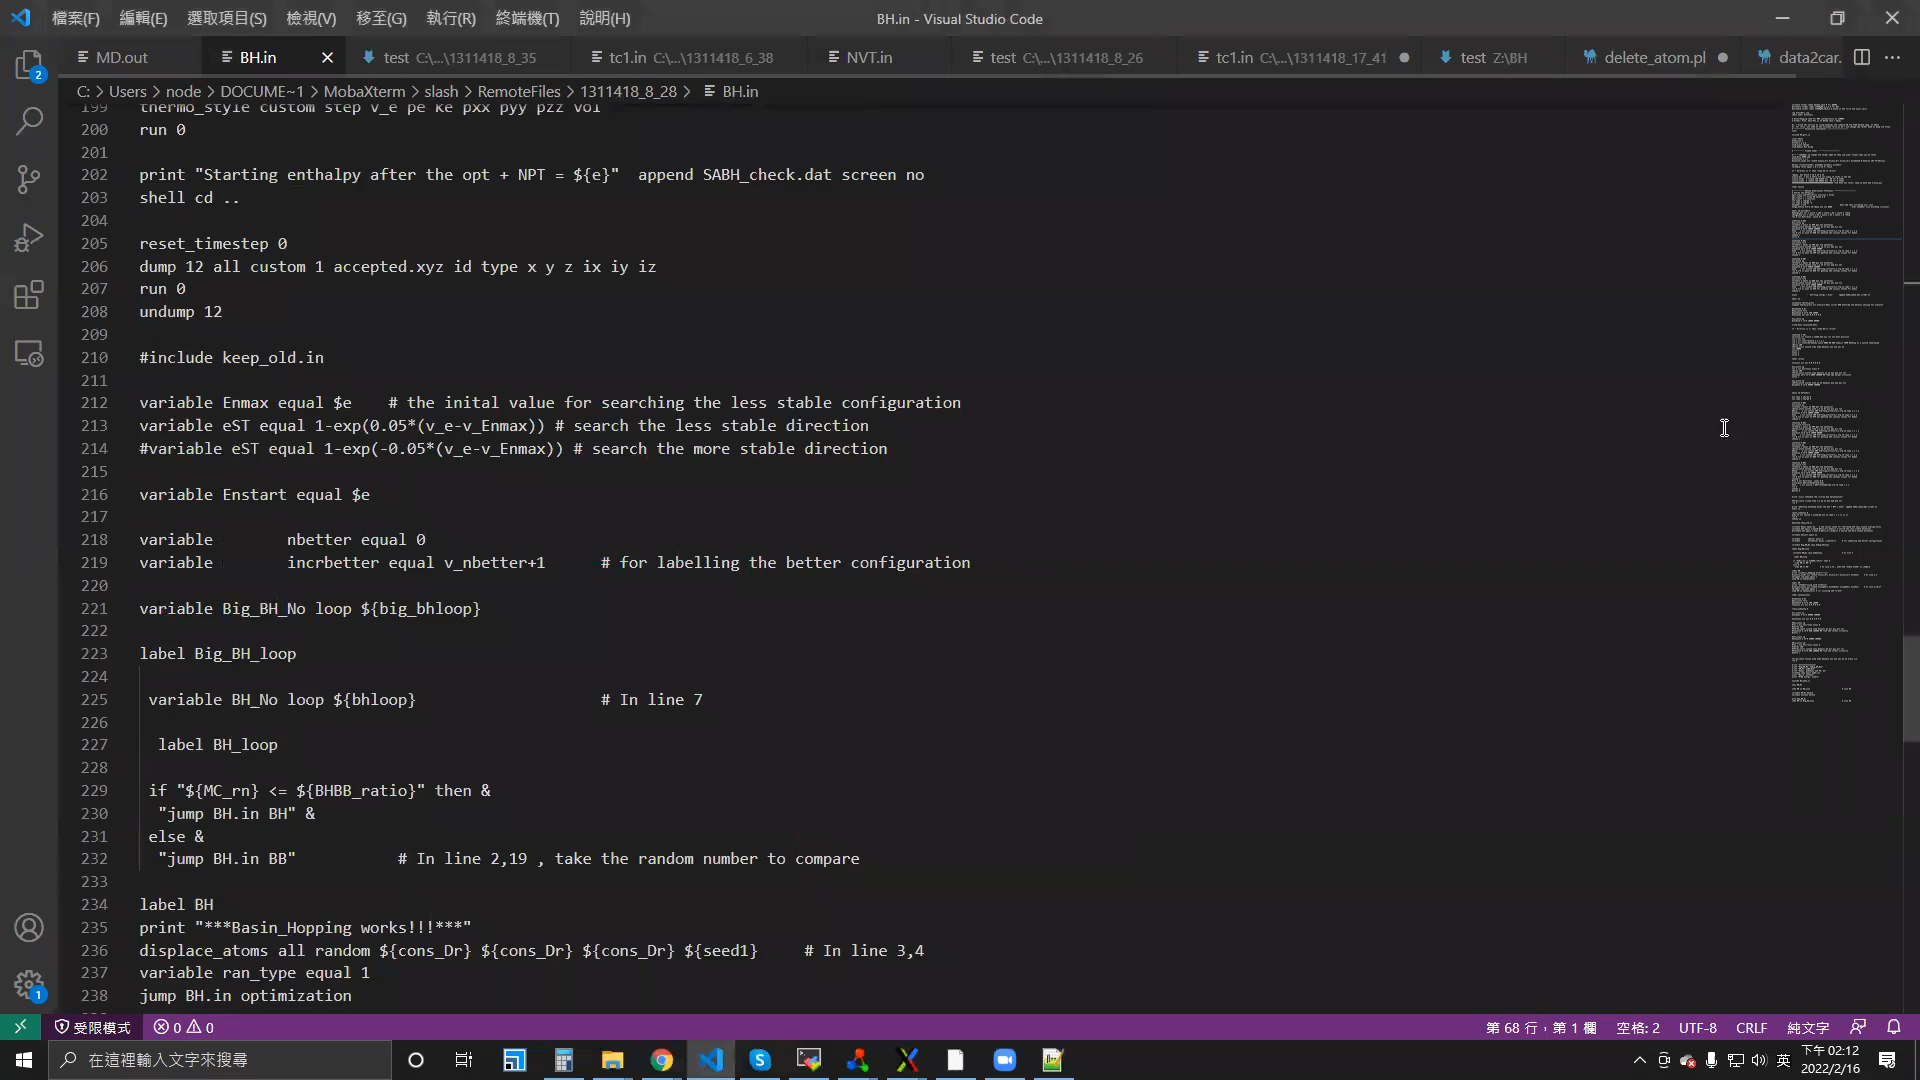 檔案(F) 編輯(E) 選取項目(S) 檢視(V) 移至(G) 執行(R) 終端機(T) 說明(H) BH.in - Visual Studio Code
MD.out BH.in test C:\...\1311418_8_35 tc1.in C:\...\1311418_6_38 NVT.in test C:\...\1311418_8_26 tc1.in C:\...\1311418_17_41 test Z:\BH delete_atom.pl data2car.
C: > Users > node > DOCUME~1 > MobaXterm > slash > RemoteFiles > 1311418_8_28 > BH.in
199 thermo_style custom step v_e pe ke pxx pyy pzz vol
200 run 0
201
202 print "Starting enthalpy after the opt + NPT = ${e}"  append SABH_check.dat screen no
203 shell cd ..
204
205 reset_timestep 0
206 dump 12 all custom 1 accepted.xyz id type x y z ix iy iz
207 run 0
208 undump 12
209
210 #include keep_old.in
211
212 variable Enmax equal $e    # the inital value for searching the less stable configuration
213 variable eST equal 1-exp(0.05*(v_e-v_Enmax)) # search the less stable direction
214 #variable eST equal 1-exp(-0.05*(v_e-v_Enmax)) # search the more stable direction
215
216 variable Enstart equal $e
217
218 variable        nbetter equal 0
219 variable        incrbetter equal v_nbetter+1      # for labelling the better configuration
220
221 variable Big_BH_No loop ${big_bhloop}
222
223 label Big_BH_loop
224
225 variable BH_No loop ${bhloop}                    # In line 7
226
227 label BH_loop
228
229 if "${MC_rn} <= ${BHBB_ratio}" then &
230 "jump BH.in BH" &
231 else &
232 "jump BH.in BB"           # In line 2,19 , take the random number to compare
233
234 label BH
235 print "***Basin_Hopping works!!!***"
236 displace_atoms all random ${cons_Dr} ${cons_Dr} ${cons_Dr} ${seed1}     # In line 3,4
237 variable ran_type equal 1
238 jump BH.in optimization
2
1
受限模式 0 0 第 68 行，第 1 欄 空格: 2 UTF-8 CRLF 純文字
在這裡輸入文字來搜尋 英 下午 02:12
2022/2/16